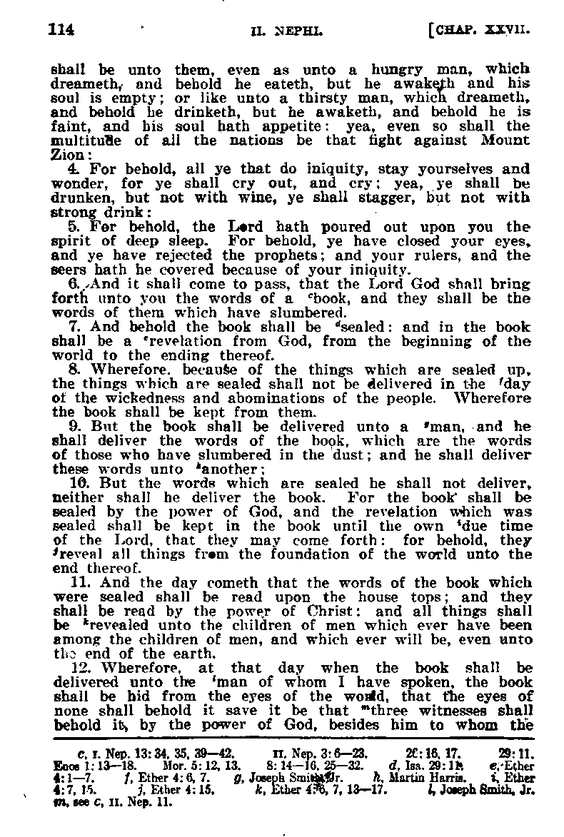 114 II. NEPHI. [CHAP. XXVII.
shall be unto them, even as unto a hungry man, which
dreameth, and behold he eateth, but he awaketh and his
soul is empty; or like unto a thirsty man, which dreameth,
and behold he drinketh, but he awaketh, and behold he is
faint, and his soul hath appetite: yea, even so shall the
multitude of all the nations be that fight against Mount
Zion:
4. For behold, all ye that do iniquity, stay yourselves and
wonder, for ye shall cry out, and cry; yea, ye shall be
drunken, but not with wine, ye shall stagger, but not with
strong drink:
5. For behold, the Lord hath poured out upon you the
spirit of deep sleep. For behold, ye have closed your eyes,
and ye have rejected the prophets; and your rulers, and the
seers hath he covered because of your iniquity.
6. And it shall come to pass, that the Lord God shall bring
forth unto you the words of a cbook, and they shall be the
words of them which have slumbered.
7. And behold the book shall be dsealed: and in the book
shall be a erevelation from God, from the beginning of the
world to the ending thereof.
8. Wherefore. because of the things which are sealed up,
the things which are sealed shall not be delivered in the fday
of the wickedness and abominations of the people. Wherefore
the book shall be kept from them.
9. But the book shall be delivered unto a gman, and he
shall deliver the words of the book, which are the words
of those who have slumbered in the dust; and he shall deliver
these words unto hanother;
10. But the words which are sealed he shall not deliver,
neither shall he deliver the book. For the book shall be
sealed by the power of God, and the revelation which was
sealed shall be kept in the book until the own idue time
of the Lord, that they may come forth: for behold, they
jreveal all things from the foundation of the world unto the
end thereof.
11. And the day cometh that the words of the book which
were sealed shall be read upon the house tops; and they
shall be read by the power of Christ: and all things shall
be krevealed unto the children of men which ever have been
among the children of men, and which ever will be, even unto
the end of the earth.
12. Wherefore, at that day when the book shall be
delivered unto the lman of whom I have spoken, the book
shall be hid from the eyes of the world, that the eyes of
none shall behold it save it be that mthree witnesses shall
behold it, by the power of God, besides him to whom the
c, I. Nep. 13: 34, 35, 39—42. II. Nep. 3: 6—23. 26: 16, 17. 29: 11.
Enos 1: 13—18. Mor. 5: 12, 13. 8: 14—16, 25—32. d, Isa. 29: 11. e, Ether
4: 1—7. f, Ether 4: 6, 7. g, Joseph Smith, Jr. h, Martin Harris. i, Ether
4: 7, 15. j, Ether 4: 15. k, Ether 4: 6, 7, 13—17. l, Joseph Smith, Jr.
m, see c, II. Nep. 11.